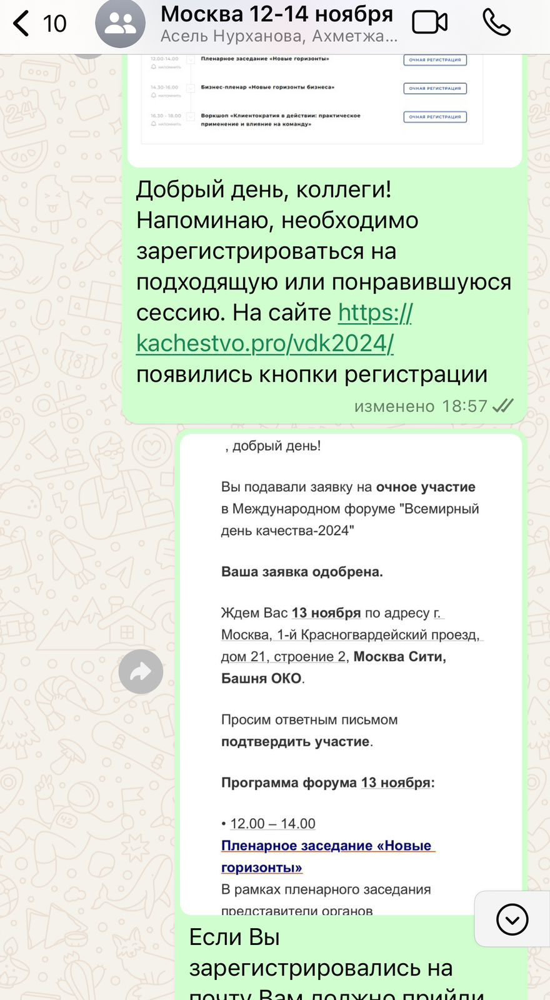 10
Москва 12-14 ноября
Асель Нурханова, Ахметжа...
12.00-14.00
Пленарное заседание «Новые горизонты»
ОЧНАЯ РЕГИСТРАЦИЯ
НАПОМНИТЬ
14.30-16.00
Бизнес-пленар «Новые горизонты бизнеса»
ОЧНАЯ РЕГИСТРАЦИЯ
НАПОМНИТЬ
16.30 - 18.00
Воркшоп «Клиентократия в действии: практическое
применение и влияние на команду»
ОЧНАЯ РЕГИСТРАЦИЯ
НАПОМНИТЬ
Добрый день, коллеги!
Напоминаю, необходимо
зарегистрироваться на
подходящую или понравившуюся
сессию. На сайте https://
kachestvo.pro/vdk2024/
появились кнопки регистрации
изменено 18:57
, добрый день!
Вы подавали заявку на очное участие
в Международном форуме "Всемирный
день качества-2024"
Ваша заявка одобрена.
Ждем Вас 13 ноября по адресу г.
Москва, 1-й Красногвардейский проезд,
дом 21, строение 2, Москва Сити,
Башня ОКО.
Просим ответным письмом
подтвердить участие.
Программа форума 13 ноября:
• 12.00 – 14.00
Пленарное заседание «Новые
горизонты»
В рамках пленарного заседания
представители органов
Если Вы
зарегистрировались на
почту Вам должно прийди